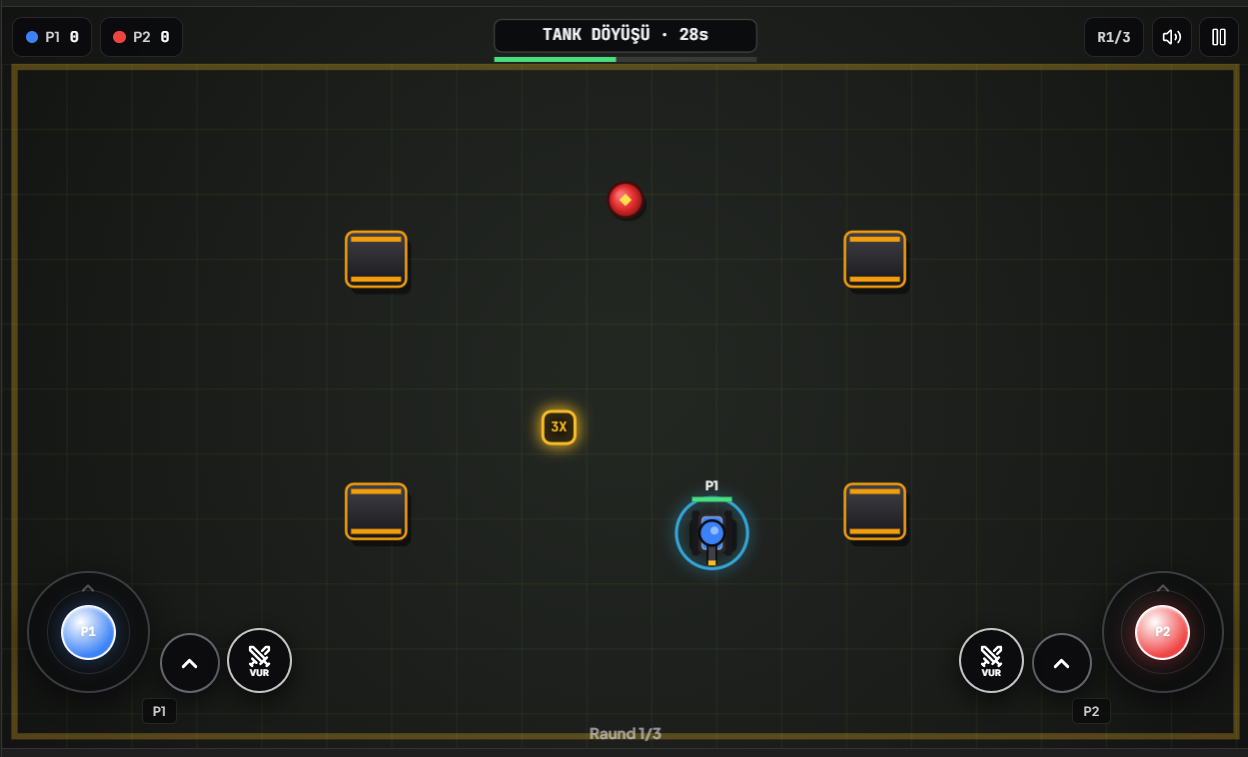 P1 0
P2 0
TANK DÖYÜŞÜ · 28s
R1/3
3X
P1
P1
VUR
P1
VUR
P2
P2
Raund 1/3